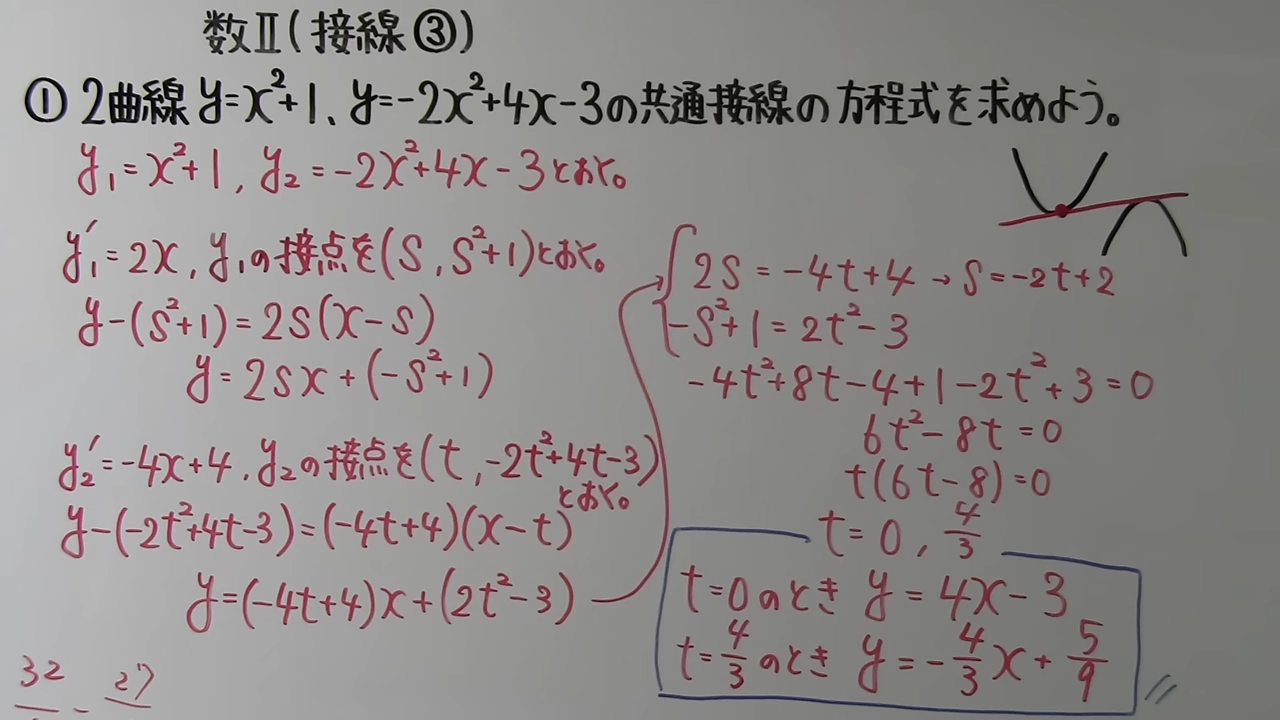 数Ⅱ(接線③)
① 2曲線 y=x²+1、y=-2x²+4x-3の共通接線の方程式を求めよう。
y₁=x²+1, y₂=-2x²+4x-3とおく。
y₁'=2x, y₁の接点を(s, s²+1)とおく。
y-(s²+1)=2s(x-s)
y=2sx+(-s²+1)
y₂'=-4x+4, y₂の接点を(t, -2t²+4t-3)
とおく。
y-(-2t²+4t-3)=(-4t+4)(x-t)
y=(-4t+4)x+(2t²-3)
32 - 27
2s=-4t+4→s=-2t+2
-s²+1=2t²-3
-4t²+8t-4+1-2t²+3=0
6t²-8t=0
t(6t-8)=0
t=0, 4/3
t=0のとき y=4x-3
t=4/3のとき y=-4/3x+5/9